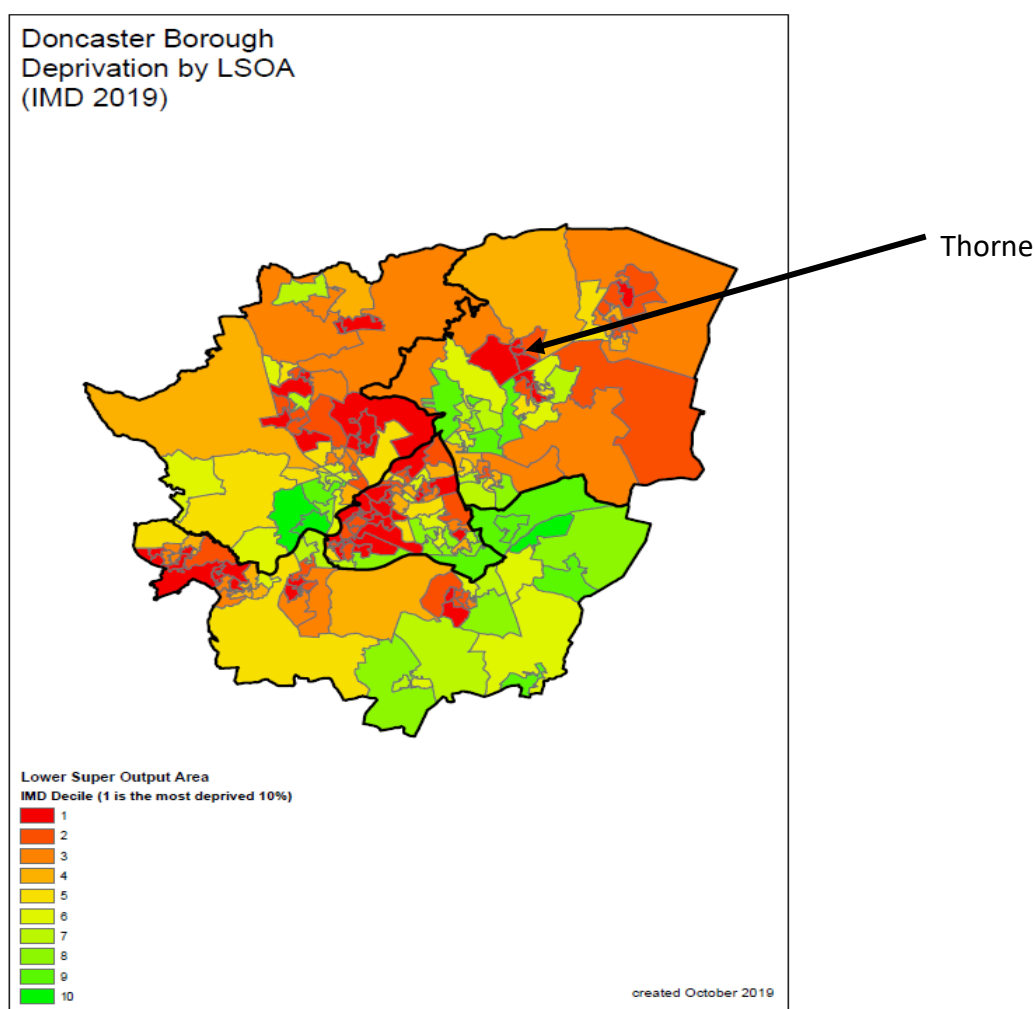 Doncaster Borough
Deprivation by LSOA
(IMD 2019)
Thorne
Lower Super Output Area
IMD Decile (1 is the most deprived 10%)
1
2
3
4
5
6
7
8
9
10
created October 2019